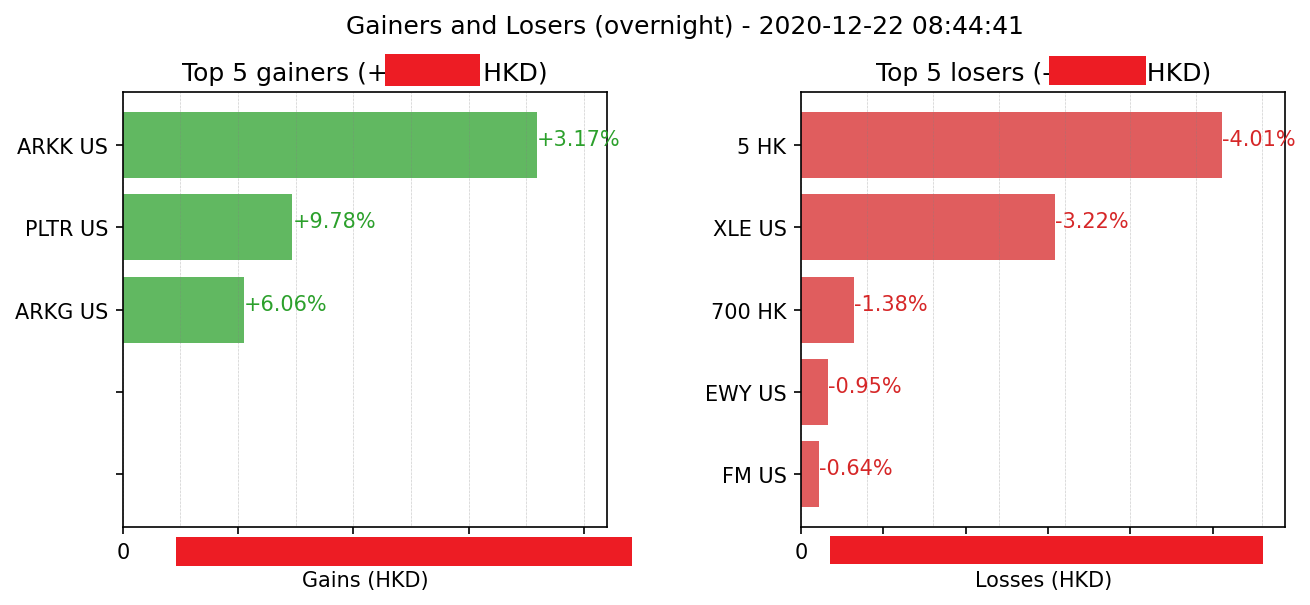 Gainers and Losers (overnight) - 2020-12-22 08:44:41
Top 5 gainers (+ HKD)
ARKK US +3.17%
PLTR US +9.78%
ARKG US +6.06%
0
Gains (HKD)
Top 5 losers (- HKD)
5 HK -4.01%
XLE US -3.22%
700 HK -1.38%
EWY US -0.95%
FM US -0.64%
0
Losses (HKD)